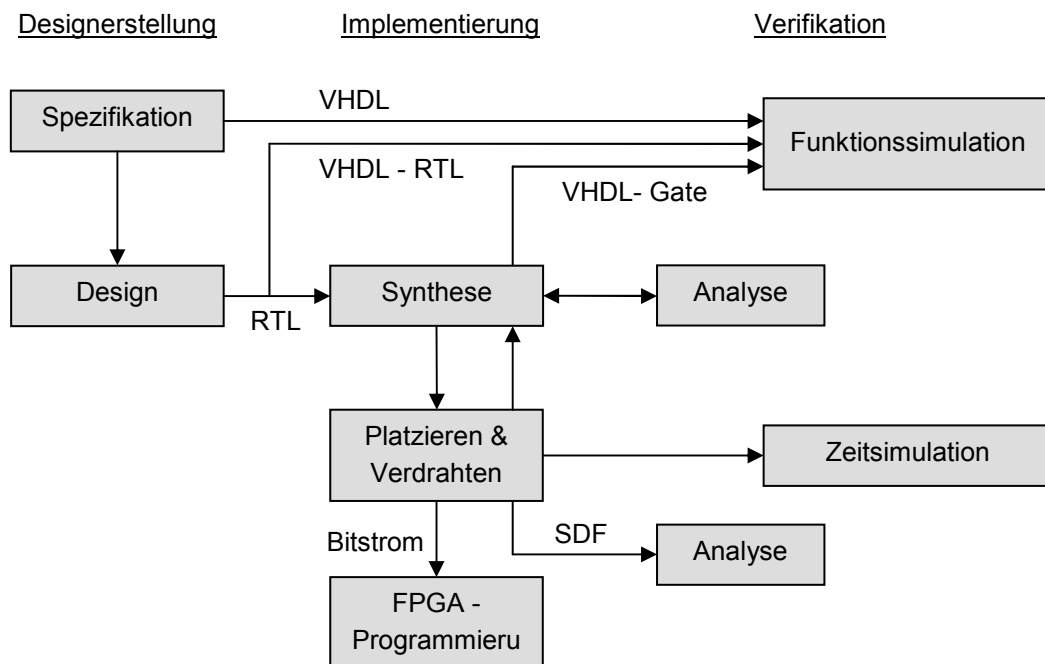 Designerstellung
Implementierung
Verifikation
Spezifikation
VHDL
Funktionssimulation
VHDL - RTL
VHDL- Gate
Design
RTL
Synthese
Analyse
Platzieren &
Verdrahten
Zeitsimulation
Bitstrom
SDF
Analyse
FPGA -
Programmieru